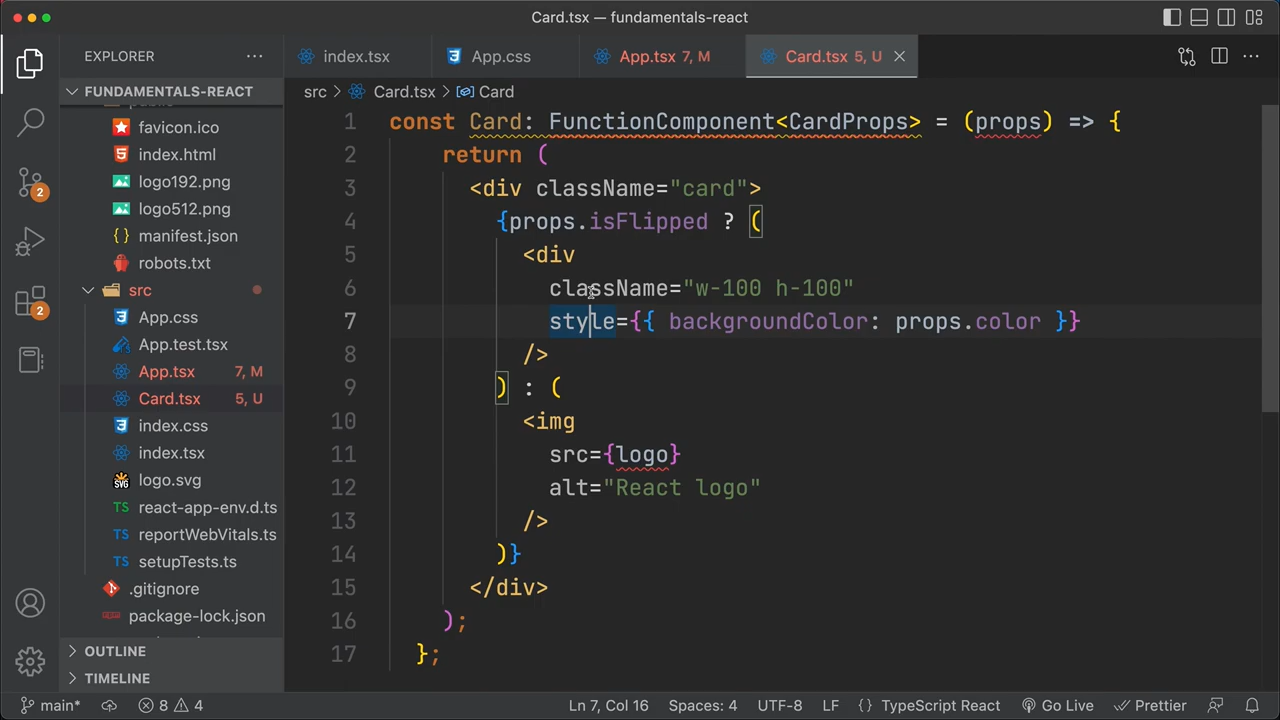 Card.tsx — fundamentals-react
EXPLORER
index.tsx
App.css
App.tsx 7, M
Card.tsx 5, U
FUNDAMENTALS-REACT
src > Card.tsx > Card
favicon.ico
index.html
logo192.png
logo512.png
manifest.json
robots.txt
src
App.css
App.test.tsx
App.tsx 7, M
Card.tsx 5, U
index.css
index.tsx
logo.svg
react-app-env.d.ts
reportWebVitals.ts
setupTests.ts
.gitignore
package-lock.json
OUTLINE
TIMELINE
2
2
1 const Card: FunctionComponent<CardProps> = (props) => {
2 return (
3 <div className="card">
4 {props.isFlipped ? (
5 <div
6 className="w-100 h-100"
7 style={{ backgroundColor: props.color }}
8 />
9 ) : (
10 <img
11 src={logo}
12 alt="React logo"
13 />
14 )}
15 </div>
16 );
17 };
main* 8 4 Ln 7, Col 16 Spaces: 4 UTF-8 LF {} TypeScript React Go Live Prettier